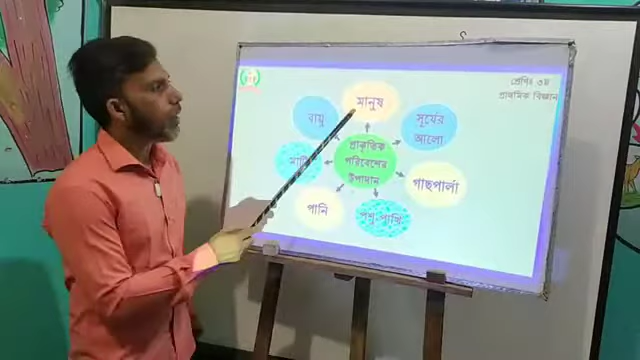 শ্রেণিঃ ৩য়
প্রাথমিক বিজ্ঞান
মানুষ
বায়ু
সূর্যের
আলো
প্রাকৃতিক
পরিবেশের
উপাদান
মাটি
গাছপালা
পানি
পশু-পাখি